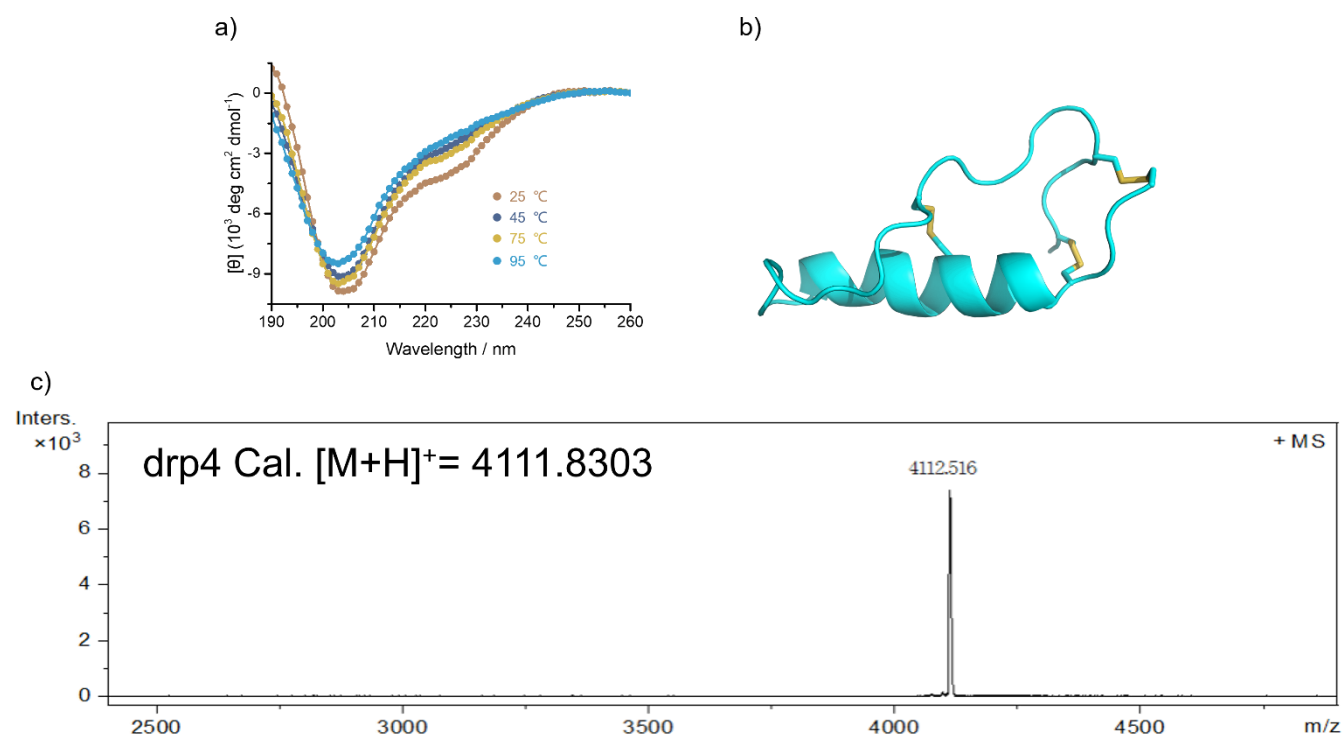 a)
b)
[θ] (10³ deg cm² dmol⁻¹)
0
-3
-6
-9
25 ℃
45 ℃
75 ℃
95 ℃
190 200 210 220 230 240 250 260
Wavelength / nm
c)
Inters.
×10³
8
6
4
2
0
drp4 Cal. [M+H]⁺= 4111.8303
4112.516
+ MS
2500 3000 3500 4000 4500 m/z